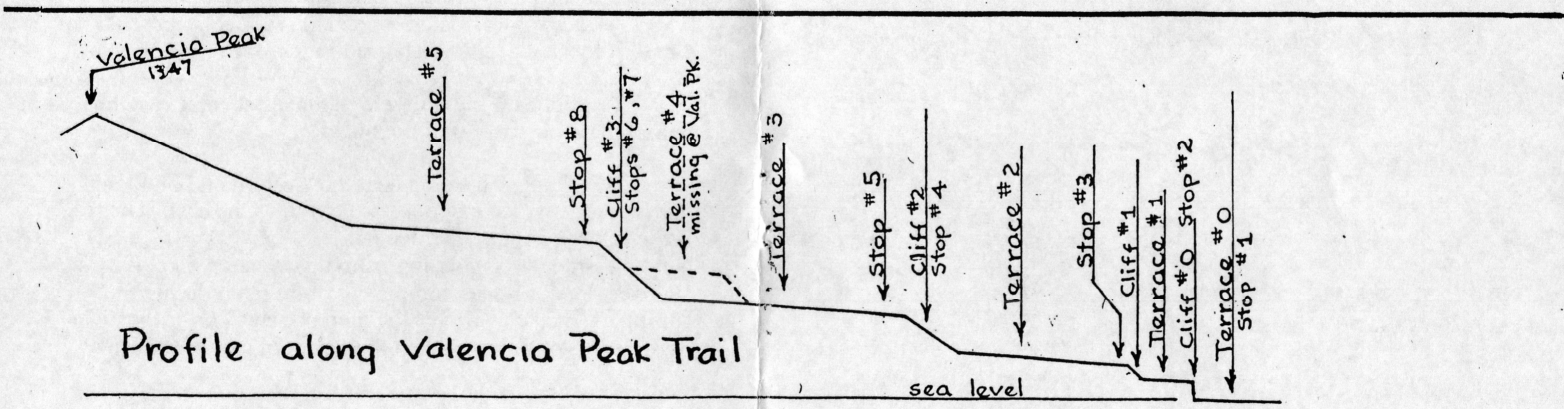 Valencia Peak
1347
Terrace #5
Stop #8
Cliff #3
Stops #6, #7
Terrace #4
missing @ Val. PK.
Terrace #3
Stop #5
Cliff #2
Stop #4
Terrace #2
Stop #3
Cliff #1
Terrace #1
Cliff #0 Stop #2
Terrace #0
Stop #1
Profile along Valencia Peak Trail
sea level